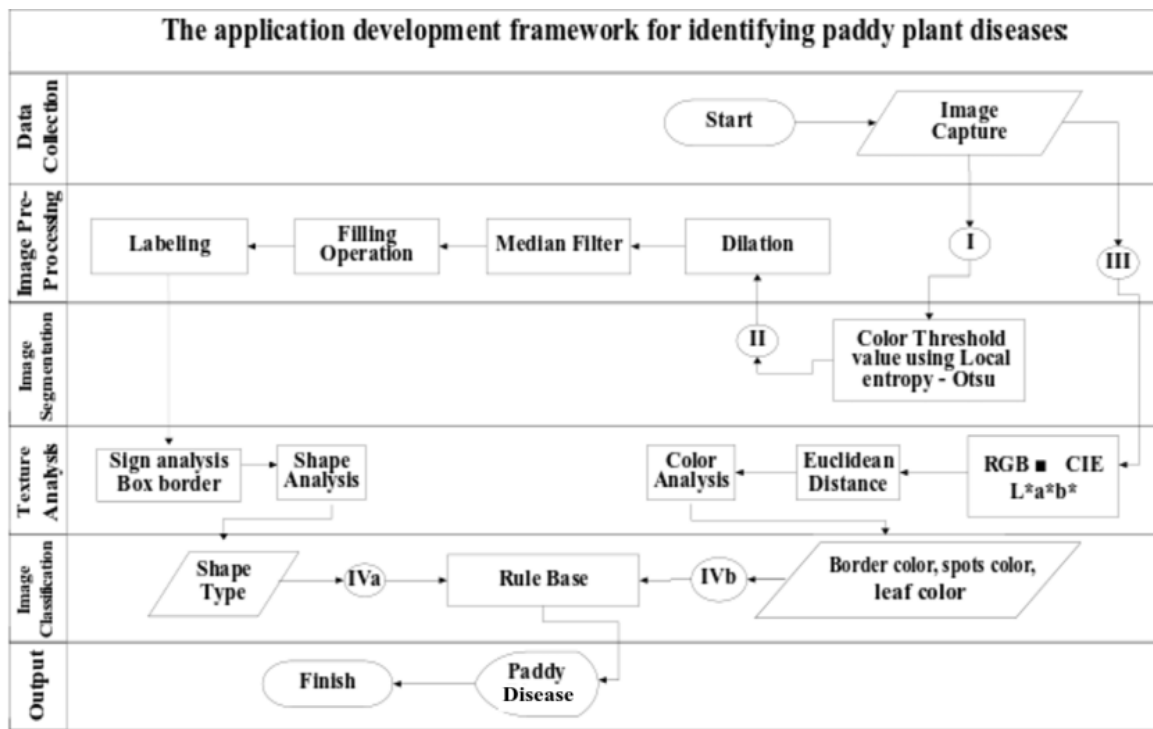 The application development framework for identifying paddy plant diseases:
Data
Collection
Start
Image
Capture
Image Pre-
Processing
Labeling
Filling
Operation
Median Filter
Dilation
I
III
Image
Segmentation
II
Color Threshold
value using Local
entropy - Otsu
Texture
Analysis
Sign analysis
Box border
Shape
Analysis
Color
Analysis
Euclidean
Distance
RGB ■ CIE
L*a*b*
Image
Classification
Shape
Type
IVa
Rule Base
IVb
Border color, spots color,
leaf color
Output
Finish
Paddy
Disease